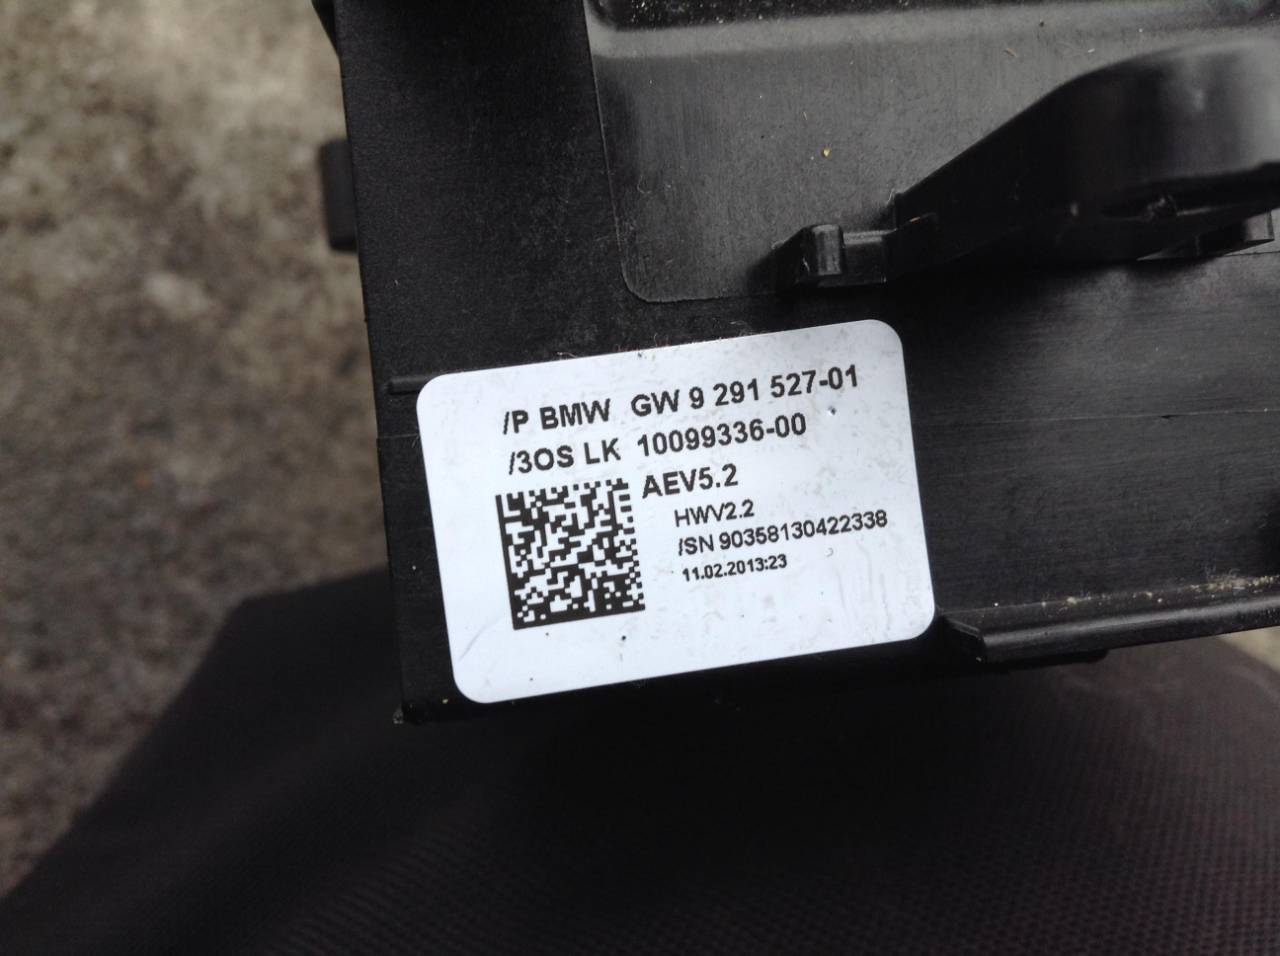 /P BMW GW 9 291 527-01
/3OS LK 10099336-00
AEV5.2
HWV2.2
/SN 90358130422338
11.02.2013:23